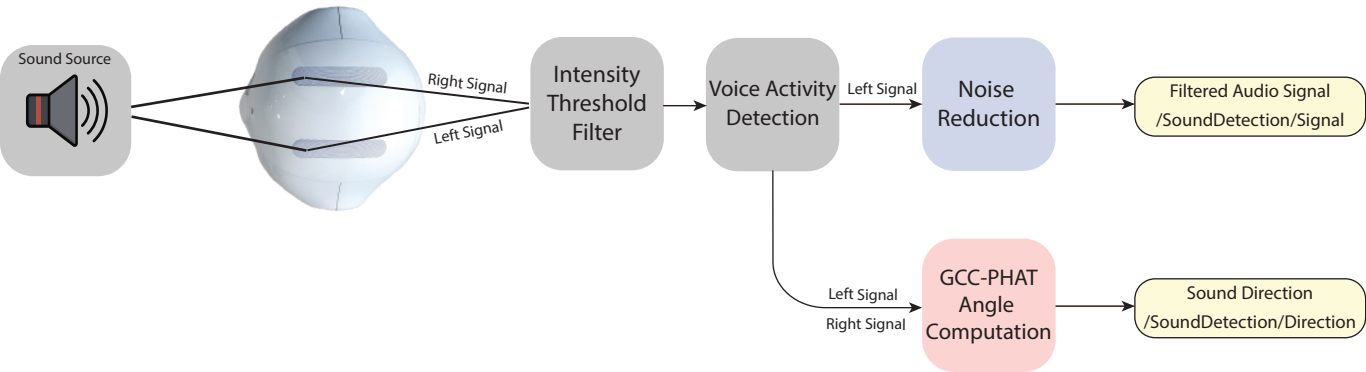 Sound Source
Right Signal
Left Signal
Intensity
Threshold
Filter
Voice Activity
Detection
Left Signal
Noise
Reduction
Filtered Audio Signal
/SoundDetection/Signal
Left Signal
Right Signal
GCC-PHAT
Angle
Computation
Sound Direction
/SoundDetection/Direction